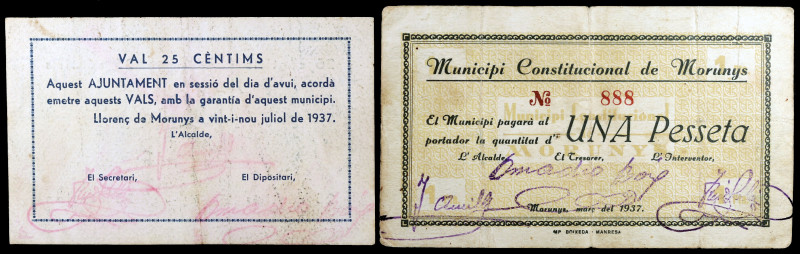 VAL 25 CÈNTIMS
Aquest AJUNTAMENT en sessió del dia d'avui, acordà
emetre aquests VALS, amb la garantía d'aquest municipi.
Llorenç de Morunys a vint-i-nou juliol de 1937.
L'Alcalde,
El Secretari,
El Dipositari,
Municipi Constitucional de Morunys
Nº 888
El Municipi pagarà al
portador la quantitat d'
UNA Pesseta
L'Alcalde
El Tresorer,
L'Interventor,
Morunys, març del 1937.
IMP BOIXEDA - MANRESA